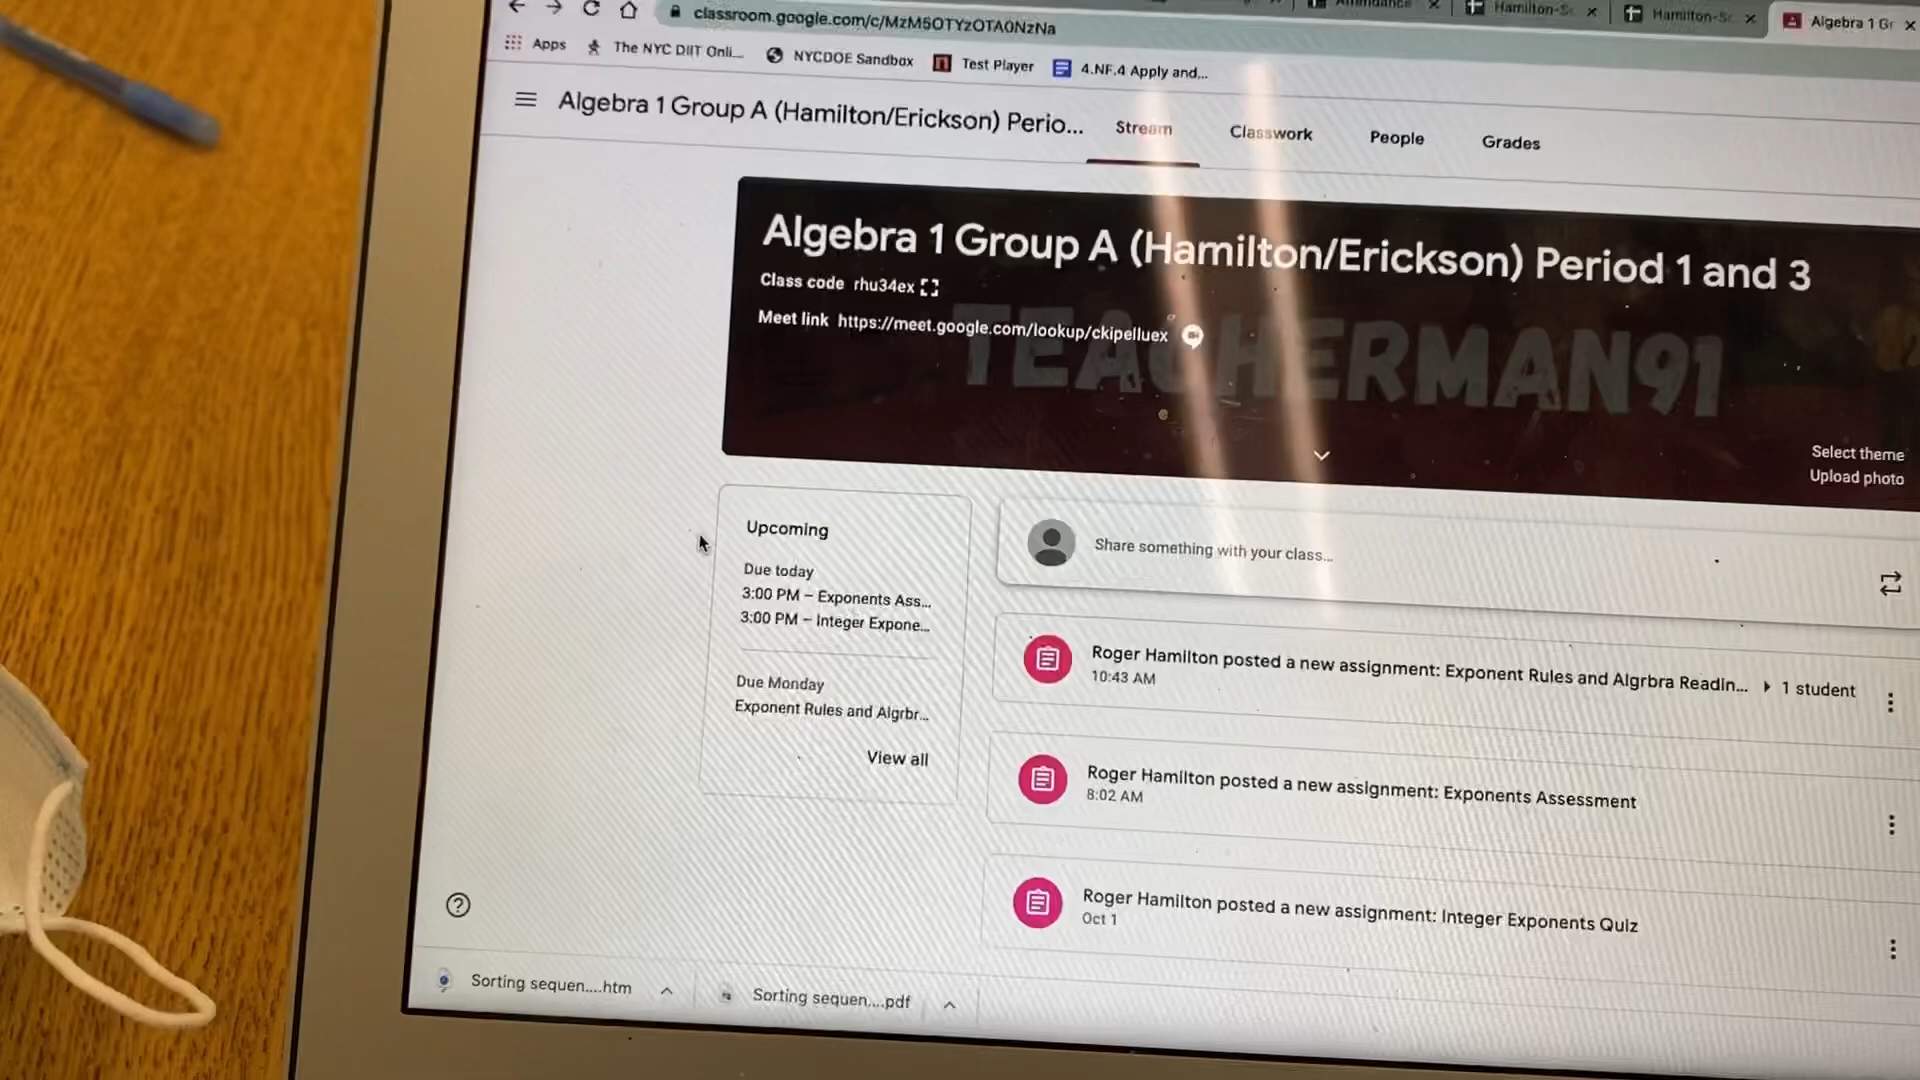 classroom.google.com/c/MzM5OTYzOTA0NzNa
Hamilton-Sc
Hamilton-Sc
Algebra 1 Gr
Apps
The NYC DIIT Onli...
NYCDOE Sandbox
Test Player
4.NF.4 Apply and...
Algebra 1 Group A (Hamilton/Erickson) Perio...
Stream
Classwork
People
Grades
Algebra 1 Group A (Hamilton/Erickson) Period 1 and 3
Class code rhu34ex
Meet link https://meet.google.com/lookup/ckipelluex
TEACHERMAN91
Select theme
Upload photo
Upcoming
Due today
3:00 PM – Exponents Ass...
3:00 PM – Integer Expone...
Due Monday
Exponent Rules and Algrbr...
View all
Share something with your class...
Roger Hamilton posted a new assignment: Exponent Rules and Algrbra Readin...
1 student
10:43 AM
Roger Hamilton posted a new assignment: Exponents Assessment
8:02 AM
Roger Hamilton posted a new assignment: Integer Exponents Quiz
Oct 1
Sorting sequen....htm
Sorting sequen....pdf